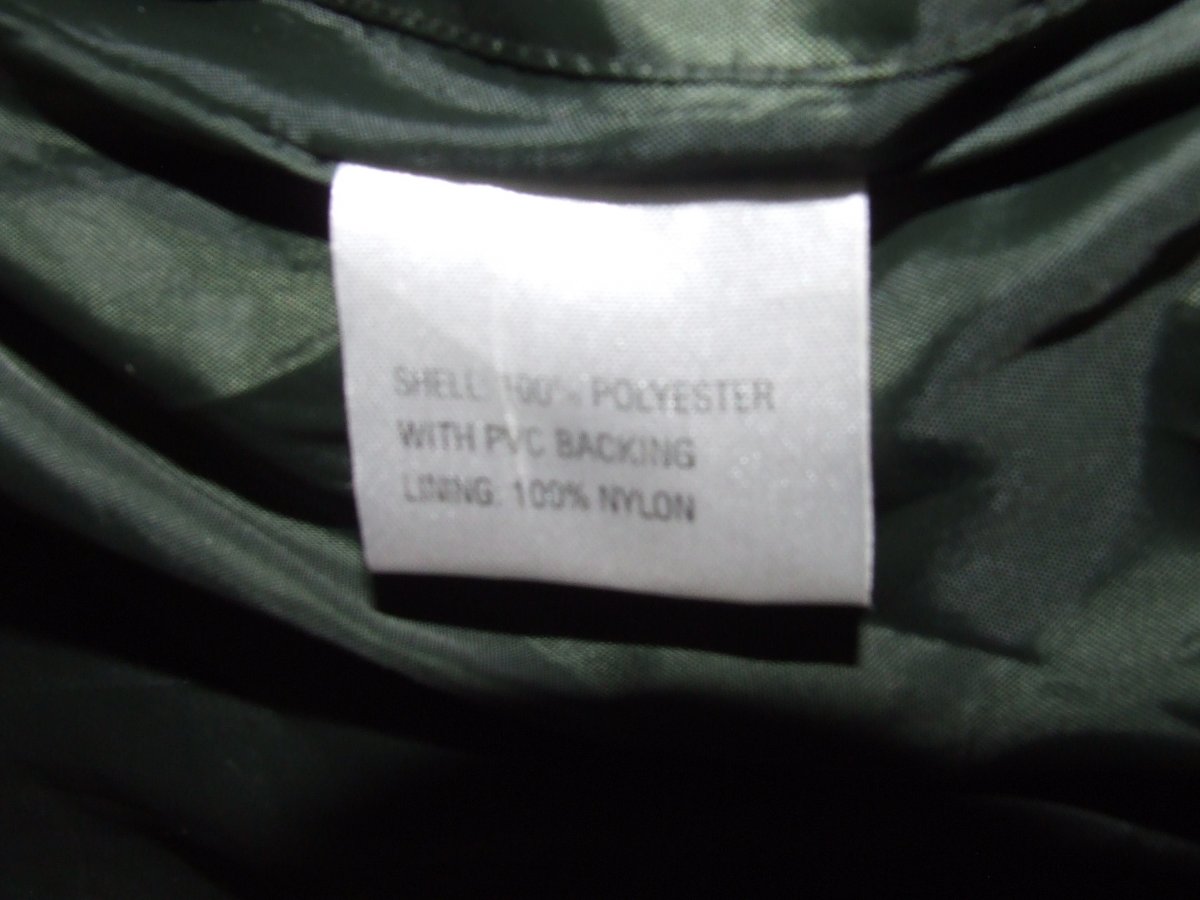 SHELL: 100% POLYESTER
WITH PVC BACKING
LINING: 100% NYLON